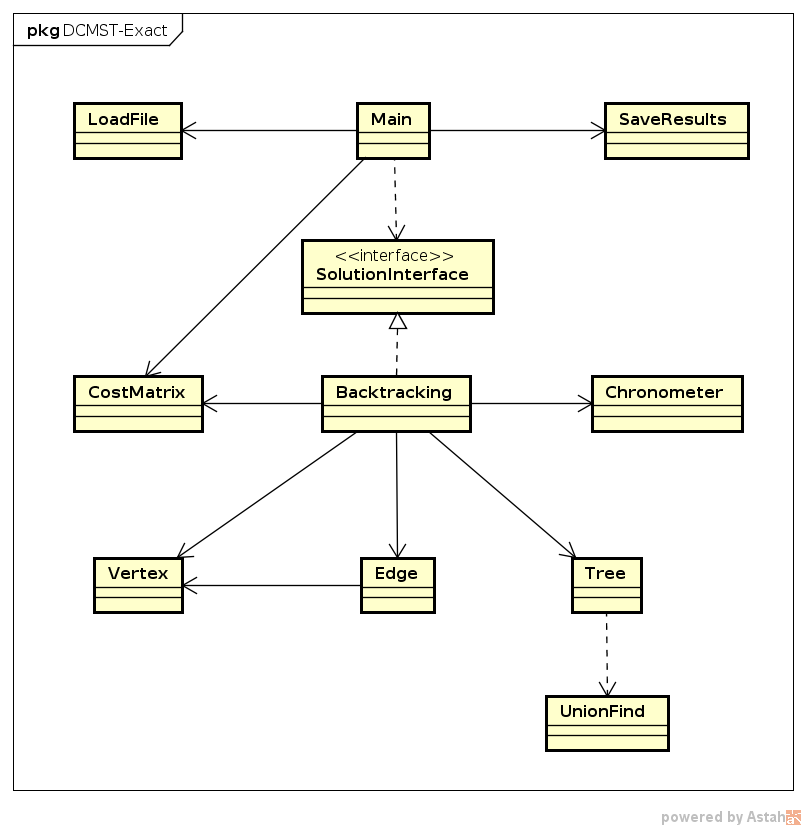 pkg DCMST-Exact
LoadFile
Main
SaveResults
<<interface>>
SolutionInterface
CostMatrix
Backtracking
Chronometer
Vertex
Edge
Tree
UnionFind
powered by Astah